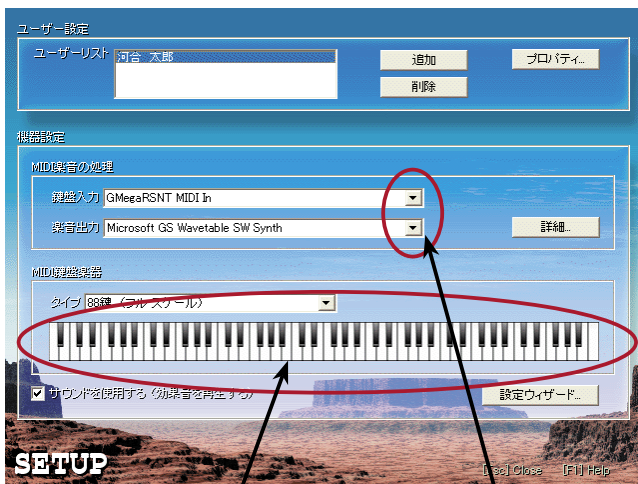 ユーザー設定
ユーザーリスト 河合 太郎 追加 プロパティ...
削除
機器設定
MIDI楽音の処理
鍵盤入力 GMegaRSNT MIDI In
楽音出力 Microsoft GS Wavetable SW Synth 詳細...
MIDI鍵盤楽器
タイプ 88鍵 (フル スケール)
サウンドを使用する (効果音を再生する) 設定ウィザード...
SETUP [Esc] Close [F1] Help